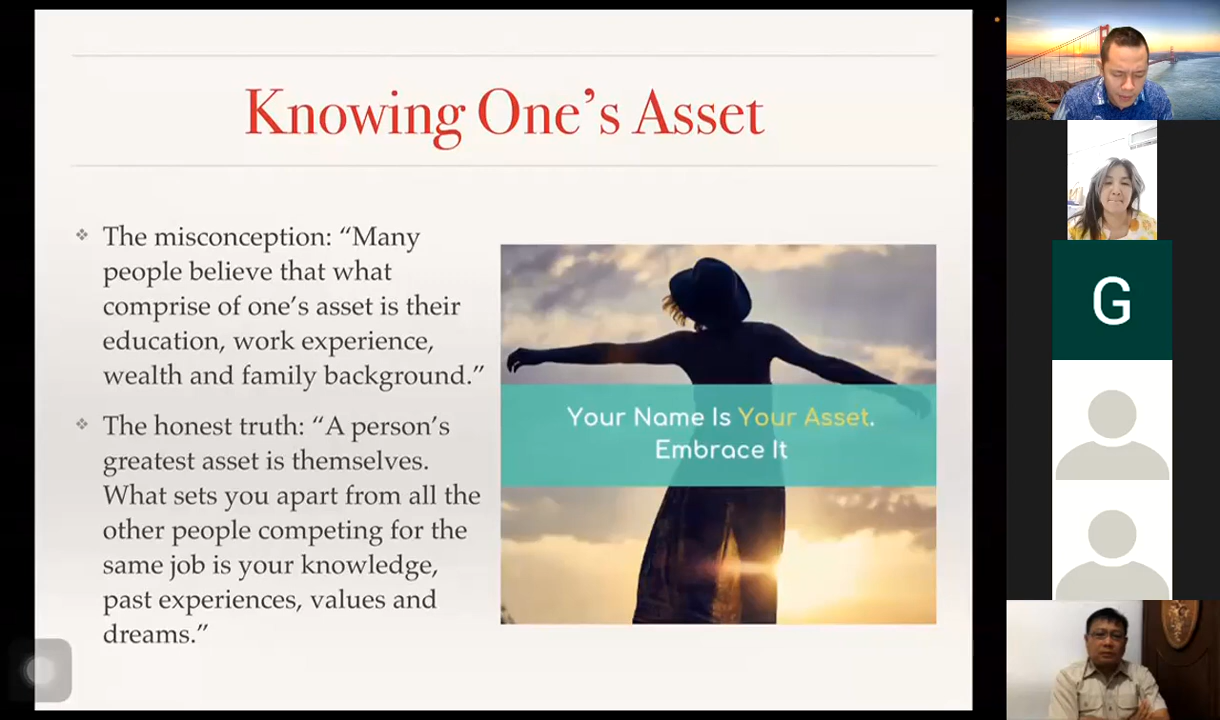 Knowing One’s Asset
❖ The misconception: “Many
people believe that what
comprise of one’s asset is their
education, work experience,
wealth and family background.”
❖ The honest truth: “A person’s
greatest asset is themselves.
What sets you apart from all the
other people competing for the
same job is your knowledge,
past experiences, values and
dreams.”
Your Name Is Your Asset.
Embrace It
G